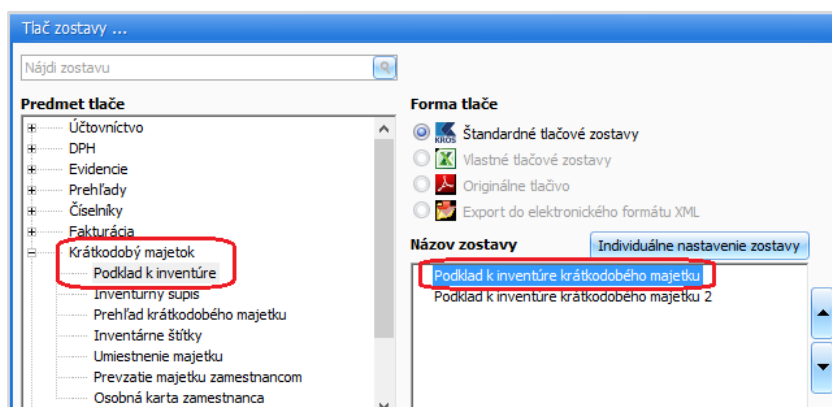 Tlač zostavy ...
Nájdi zostavu
Predmet tlače
Účtovníctvo
DPH
Evidencie
Prehľady
Číselníky
Fakturácia
Krátkodobý majetok
Podklad k inventúre
Inventúrny súpis
Prehľad krátkodobého majetku
Inventárne štítky
Umiestnenie majetku
Prevzatie majetku zamestnancom
Osobná karta zamestnanca
Forma tlače
KROS Štandardné tlačové zostavy
Vlastné tlačové zostavy
Originálne tlačivo
Export do elektronického formátu XML
Názov zostavy Individuálne nastavenie zostavy
Podklad k inventúre krátkodobého majetku
Podklad k inventúre krátkodobého majetku 2